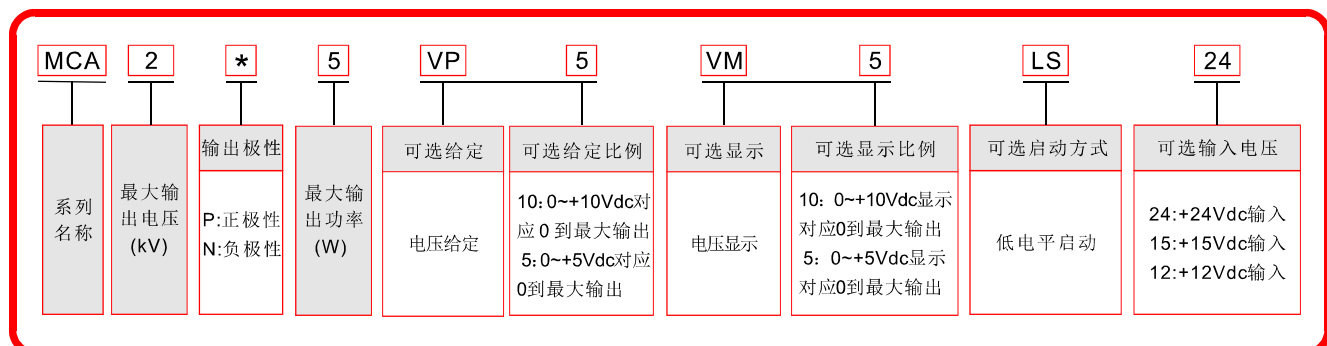 MCA 2 * 5 VP 5 VM 5 LS 24
系列
名称
最大输
出电压
(kV)
输出极性
P:正极性
N:负极性
最大输
出功率
(W)
可选给定
电压给定
可选给定比例
10:0~+10Vdc对
应0 到最大输出
5:0~+5Vdc对应
0到最大输出
可选显示
电压显示
可选显示比例
10: 0~+10Vdc显示
对应0到最大输出
5: 0~+5Vdc显示
对应0到最大输出
可选启动方式
低电平启动
可选输入电压
24:+24Vdc输入
15:+15Vdc输入
12:+12Vdc输入